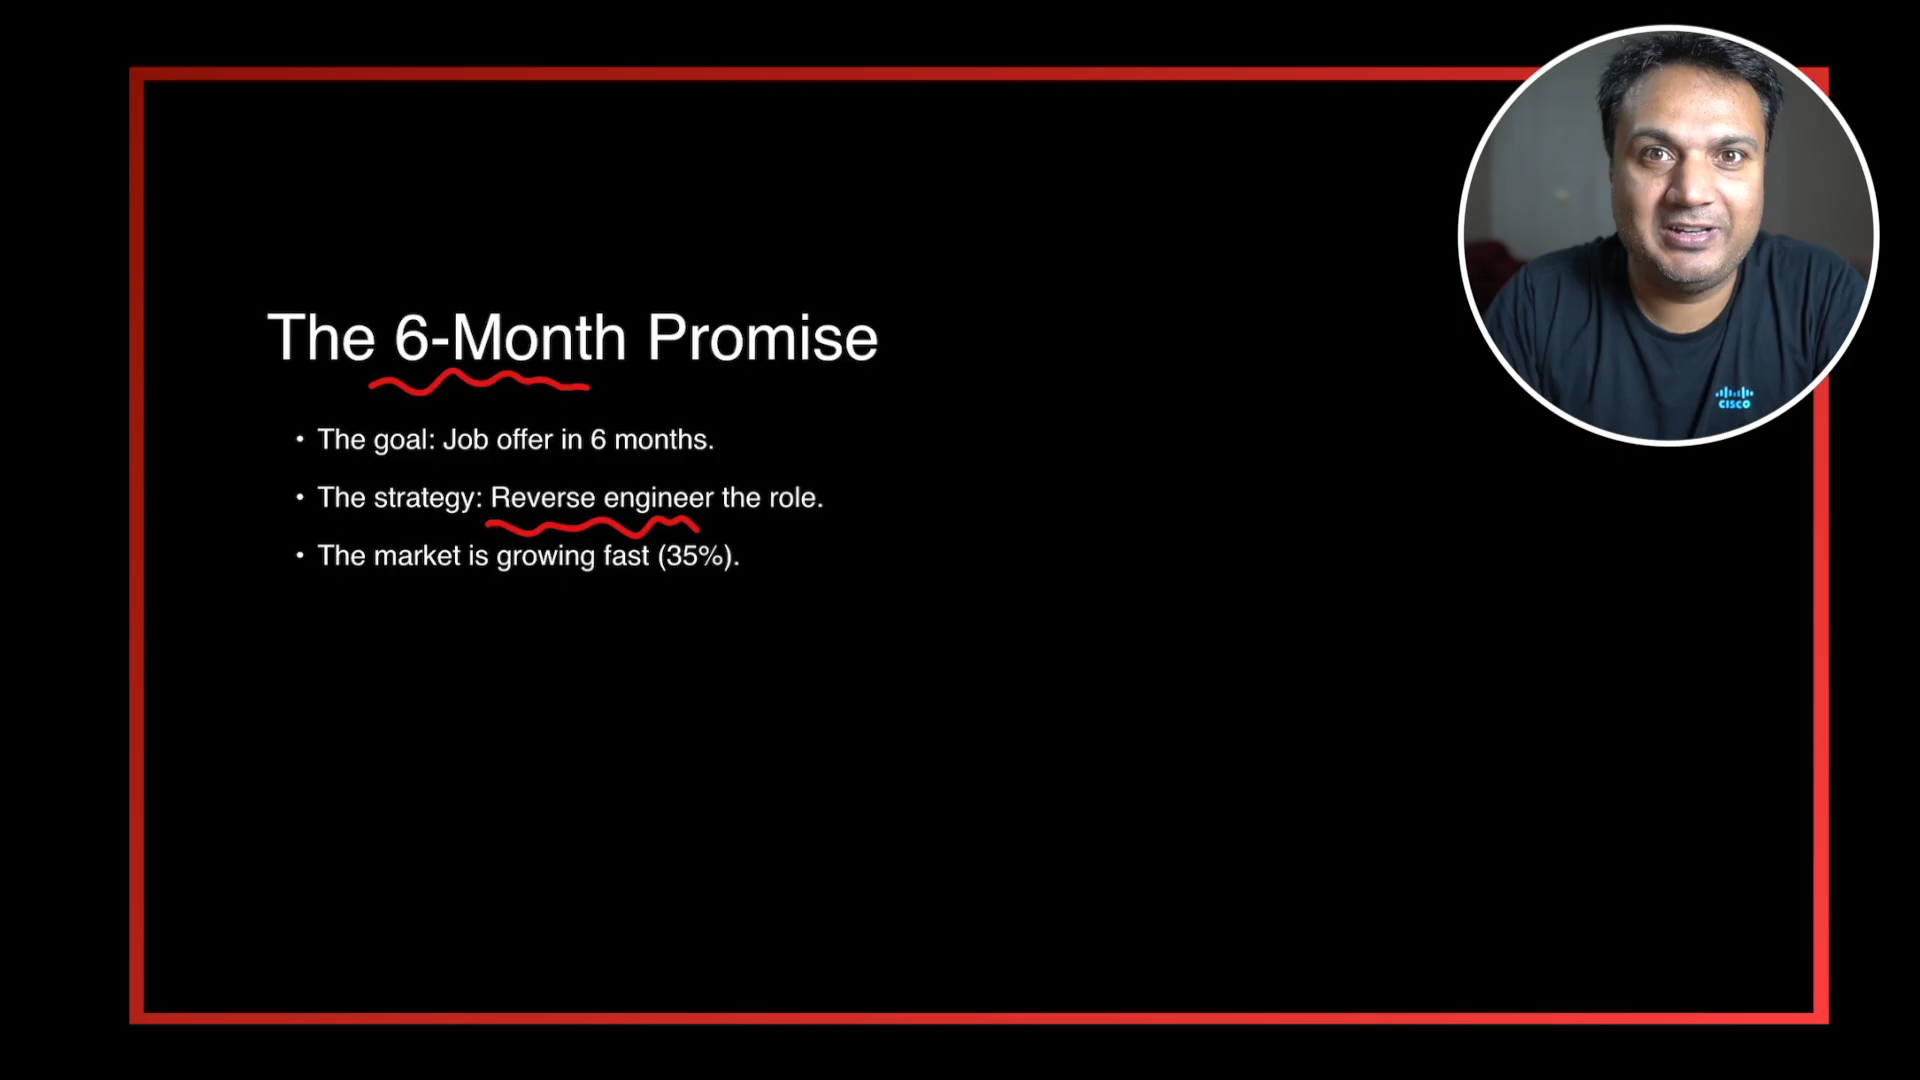 The 6-Month Promise
• The goal: Job offer in 6 months.
• The strategy: Reverse engineer the role.
• The market is growing fast (35%).
CISCO